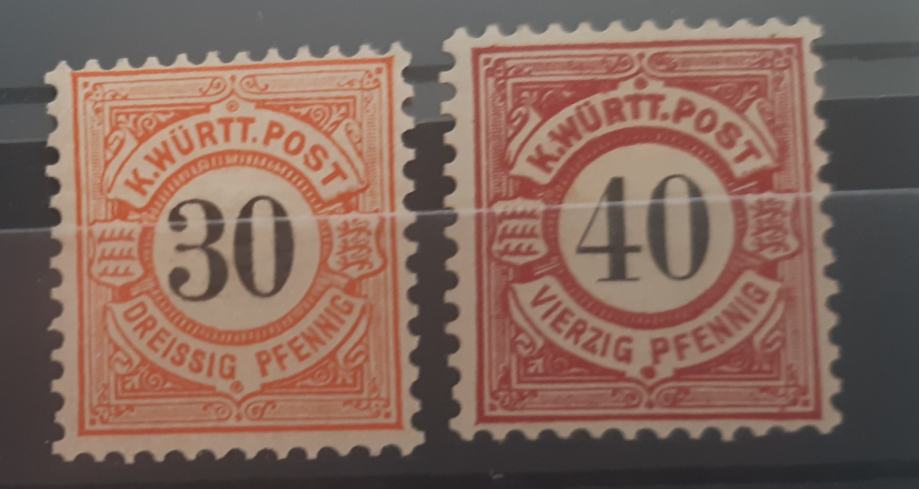 K.WÜRTT.POST
30
DREISSIG PFENNIG
K.WÜRTT.POST
40
VIERZIG PFENNIG